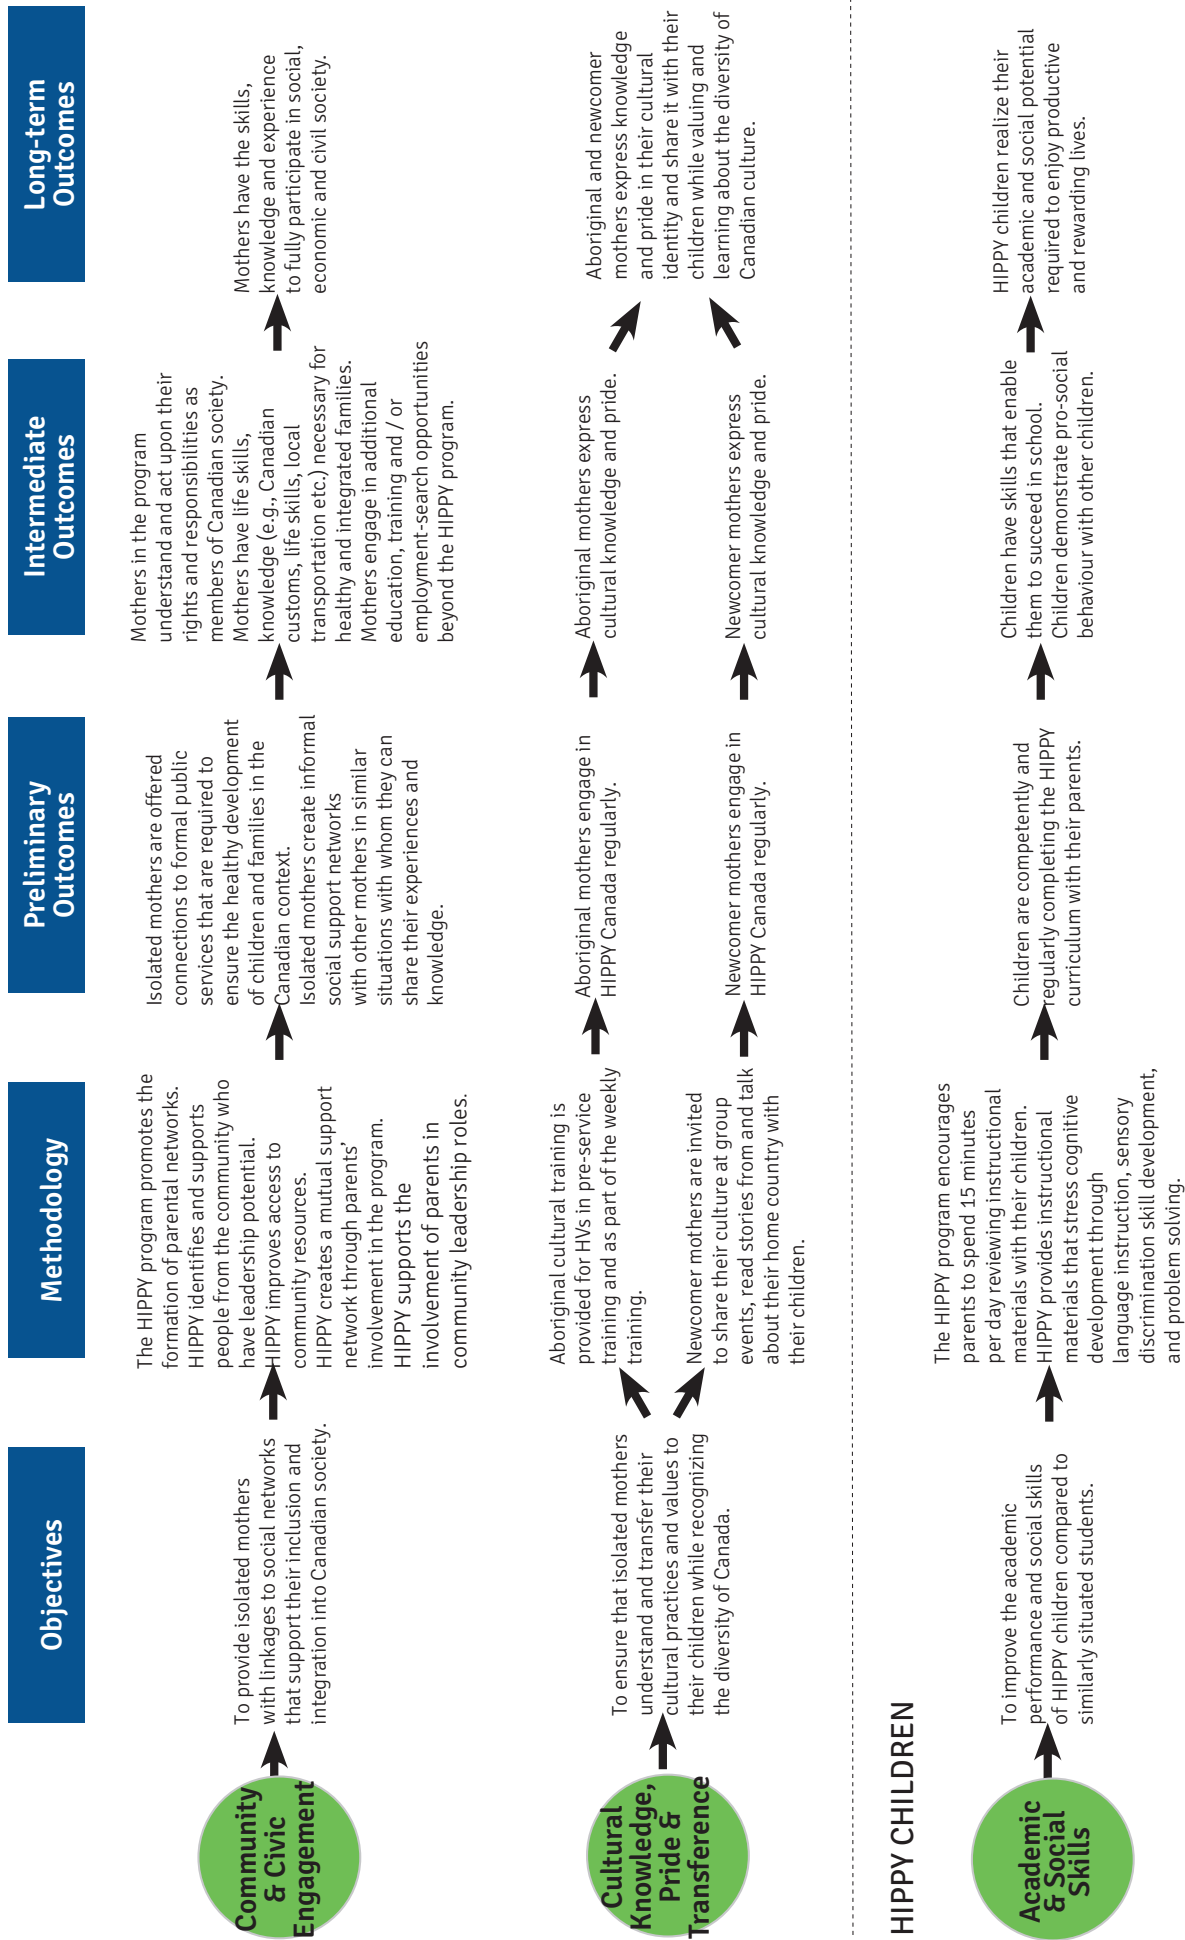 Objectives
Methodology
Preliminary
Outcomes
Intermediate
Outcomes
Long-term
Outcomes
Community
& Civic
Engagement
To provide isolated mothers
with linkages to social networks
that support their inclusion and
integration into Canadian society.
The HIPPY program promotes the
formation of parental networks.
HIPPY identifies and supports
people from the community who
have leadership potential.
HIPPY improves access to
community resources.
HIPPY creates a mutual support
network through parents’
involvement in the program.
HIPPY supports the
involvement of parents in
community leadership roles.
Isolated mothers are offered
connections to formal public
services that are required to
ensure the healthy development
of children and families in the
Canadian context.
Isolated mothers create informal
social support networks
with other mothers in similar
situations with whom they can
share their experiences and
knowledge.
Mothers in the program
understand and act upon their
rights and responsibilities as
members of Canadian society.
Mothers have life skills,
knowledge (e.g., Canadian
customs, life skills, local
transportation etc.) necessary for
healthy and integrated families.
Mothers engage in additional
education, training and / or
employment-search opportunities
beyond the HIPPY program.
Mothers have the skills,
knowledge and experience
to fully participate in social,
economic and civil society.
Cultural
Knowledge,
Pride &
Transference
To ensure that isolated mothers
understand and transfer their
cultural practices and values to
their children while recognizing
the diversity of Canada.
Aboriginal cultural training is
provided for HVs in pre-service
training and as part of the weekly
training.
Newcomer mothers are invited
to share their culture at group
events, read stories from and talk
about their home country with
their children.
Aboriginal mothers engage in
HIPPY Canada regularly.
Newcomer mothers engage in
HIPPY Canada regularly.
Aboriginal mothers express
cultural knowledge and pride.
Newcomer mothers express
cultural knowledge and pride.
Aboriginal and newcomer
mothers express knowledge
and pride in their cultural
identity and share it with their
children while valuing and
learning about the diversity of
Canadian culture.
HIPPY CHILDREN
Academic
& Social
Skills
To improve the academic
performance and social skills
of HIPPY children compared to
similarly situated students.
The HIPPY program encourages
parents to spend 15 minutes
per day reviewing instructional
materials with their children.
HIPPY provides instructional
materials that stress cognitive
development through
language instruction, sensory
discrimination skill development,
and problem solving.
Children are competently and
regularly completing the HIPPY
curriculum with their parents.
Children have skills that enable
them to succeed in school.
Children demonstrate pro-social
behaviour with other children.
HIPPY children realize their
academic and social potential
required to enjoy productive
and rewarding lives.